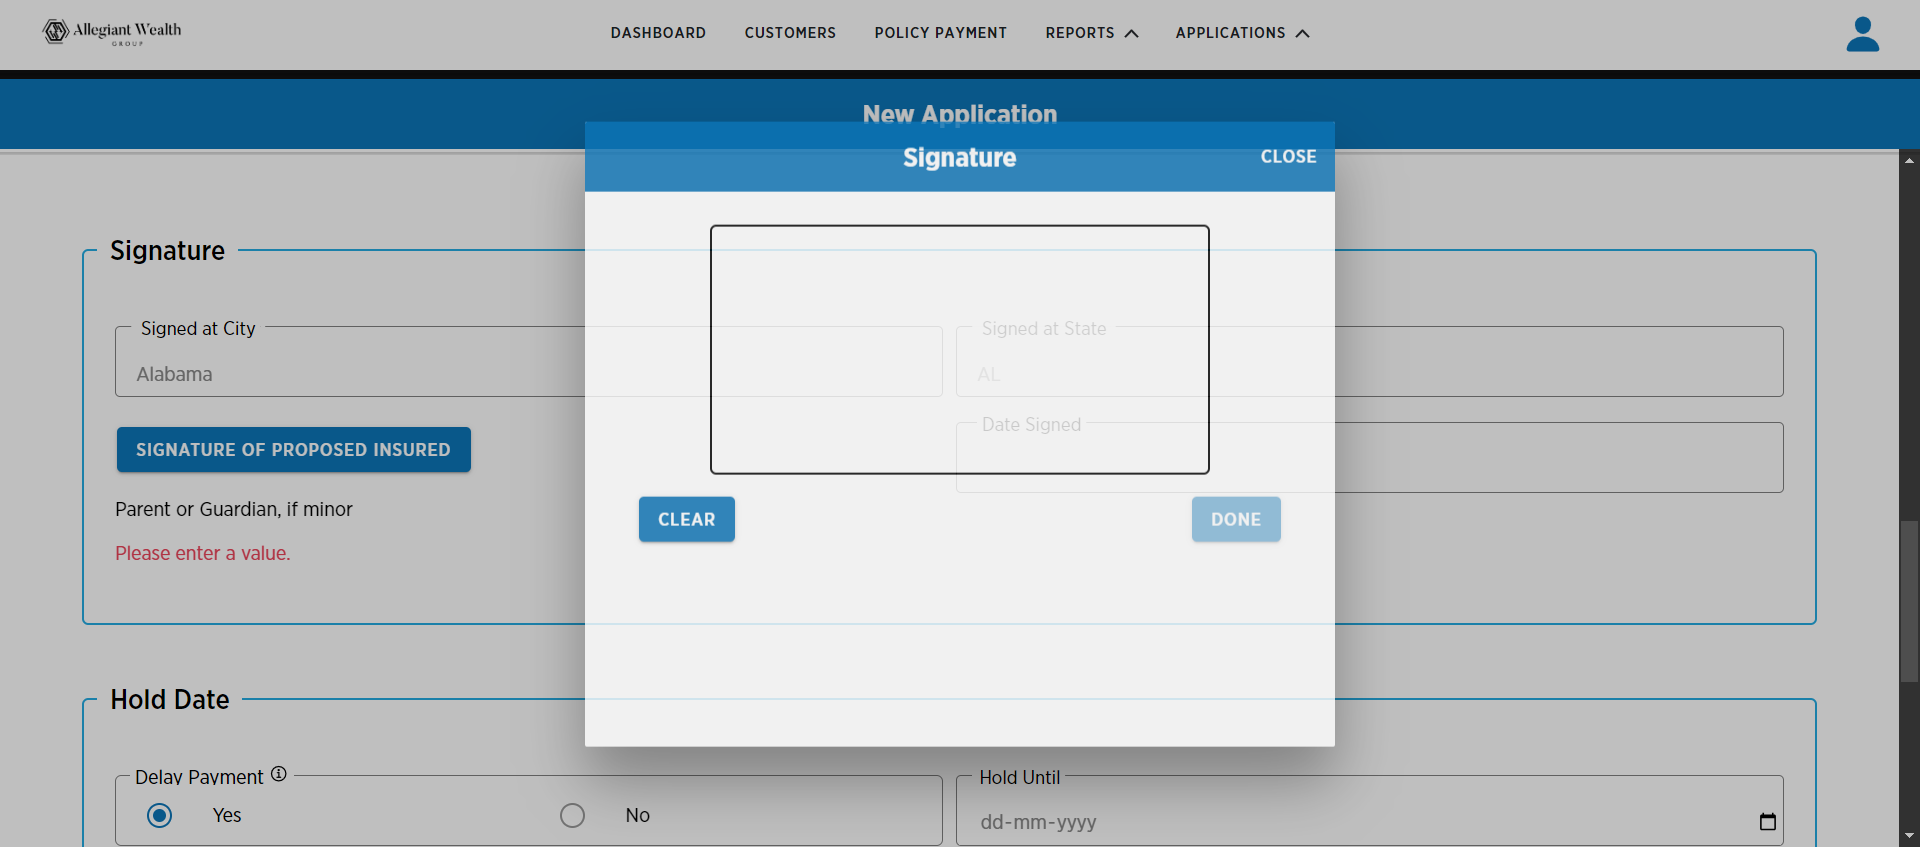 Allegiant Wealth
GROUP
DASHBOARD CUSTOMERS POLICY PAYMENT REPORTS APPLICATIONS
New Application
Signature CLOSE
Signature
Signed at City Signed at State
Alabama AL
Date Signed
SIGNATURE OF PROPOSED INSURED
Parent or Guardian, if minor
CLEAR DONE
Please enter a value.
Hold Date
Delay Payment Hold Until
Yes No dd-mm-yyyy